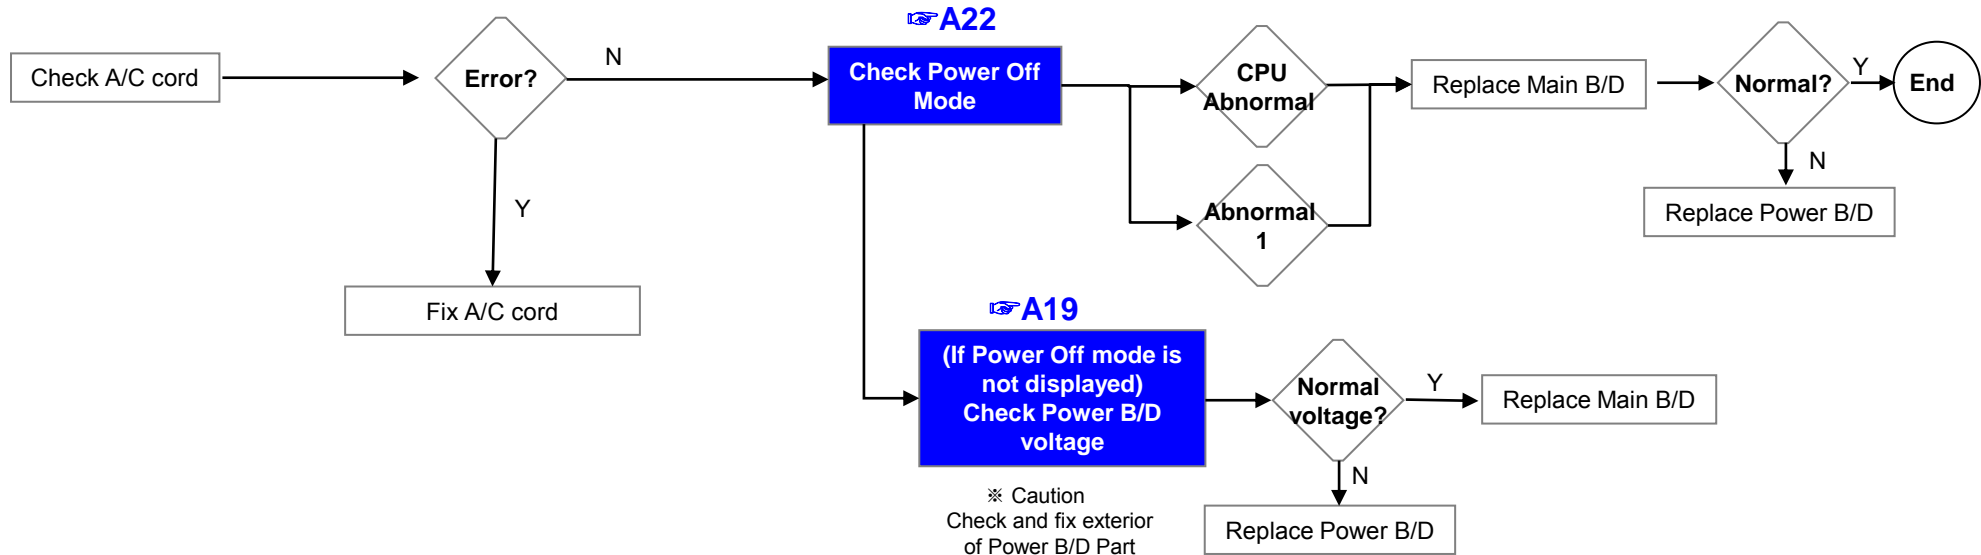 ☞A22
Check A/C cord
Error?
N
Check Power Off
Mode
CPU
Abnormal
Replace Main B/D
Normal?
Y
End
N
Replace Power B/D
Abnormal
1
Y
Fix A/C cord
☞A19
(If Power Off mode is
not displayed)
Check Power B/D
voltage
Normal
voltage?
Y
Replace Main B/D
N
Replace Power B/D
※ Caution
Check and fix exterior
of Power B/D Part